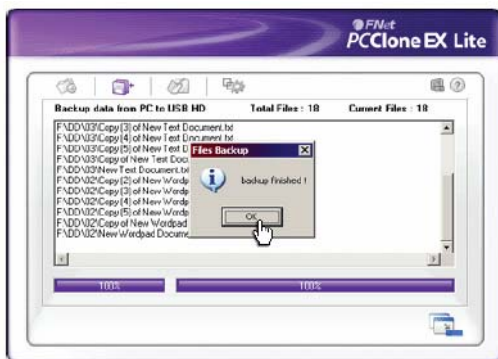 FNet
PCClone EX Lite
Backup data from PC to USB HD Total Files : 18 Current Files : 18
F:\DD\03\Copy (3) of New Text Document.txt
F:\DD\03\Copy (4) of New Text Document.txt
F:\DD\03\Copy (5) of New Text D
F:\DD\03\Copy of New Text Docu
F:\DD\03\New Text Document.txt
F:\DD\02\Copy (2) of New Wordp
F:\DD\02\Copy (3) of New Wordp
F:\DD\02\Copy (4) of New Wordp
F:\DD\02\Copy (5) of New Wordp
F:\DD\02\Copy of New Wordpad
F:\DD\02\New Wordpad Docume
Files Backup
backup finished !
OK
100% 100%